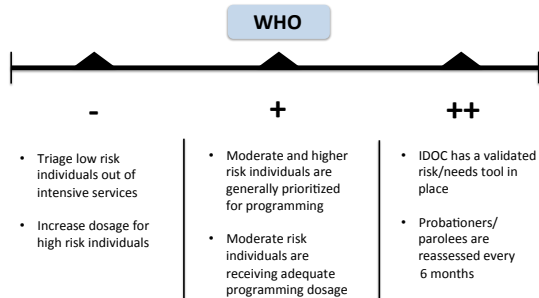 WHO
-
+
++
• Triage low risk
individuals out of
intensive services
• Increase dosage for
high risk individuals
• Moderate and higher
risk individuals are
generally prioritized
for programming
• Moderate risk
individuals are
receiving adequate
programming dosage
• IDOC has a validated
risk/needs tool in
place
• Probationers/
parolees are
reassessed every
6 months